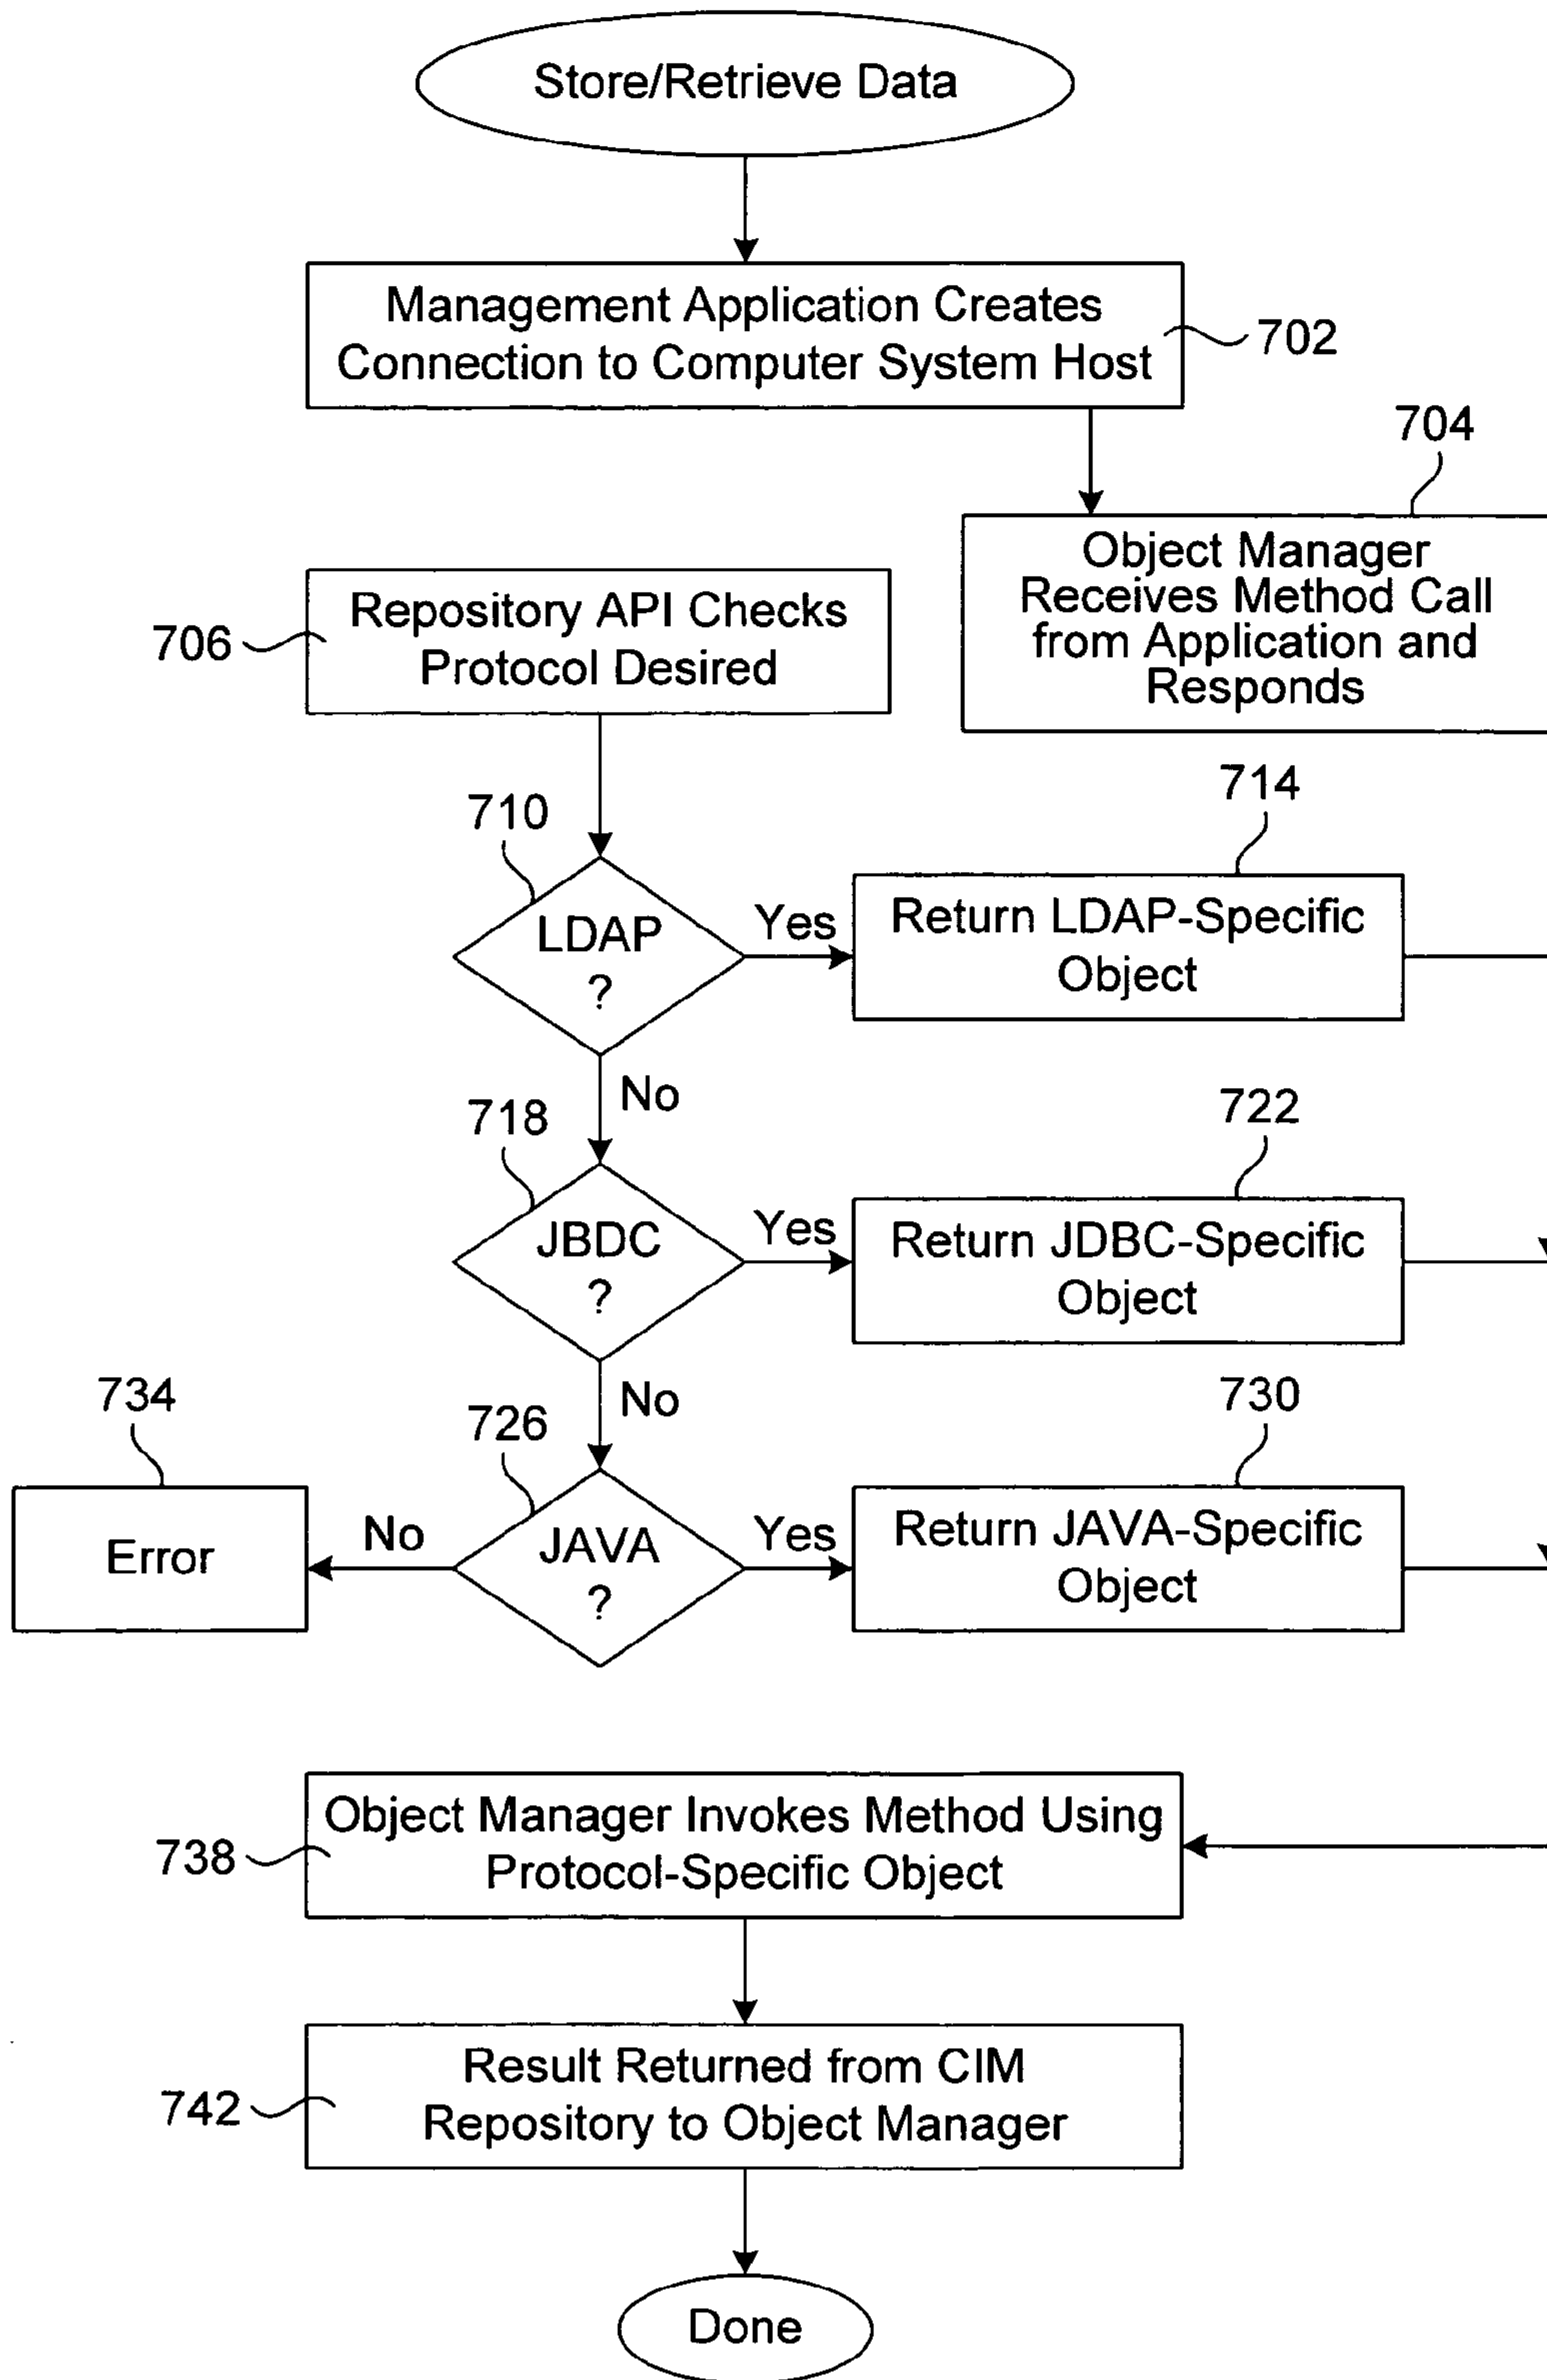 Store/Retrieve Data
Management Application Creates
Connection to Computer System Host
702
704
Object Manager
Receives Method Call
from Application and
Responds
Repository API Checks
Protocol Desired
706
710
LDAP
?
Yes
714
Return LDAP-Specific
Object
No
718
JBDC
?
Yes
722
Return JDBC-Specific
Object
No
726
JAVA
?
Yes
730
Return JAVA-Specific
Object
No
734
Error
Object Manager Invokes Method Using
Protocol-Specific Object
738
Result Returned from CIM
Repository to Object Manager
742
Done